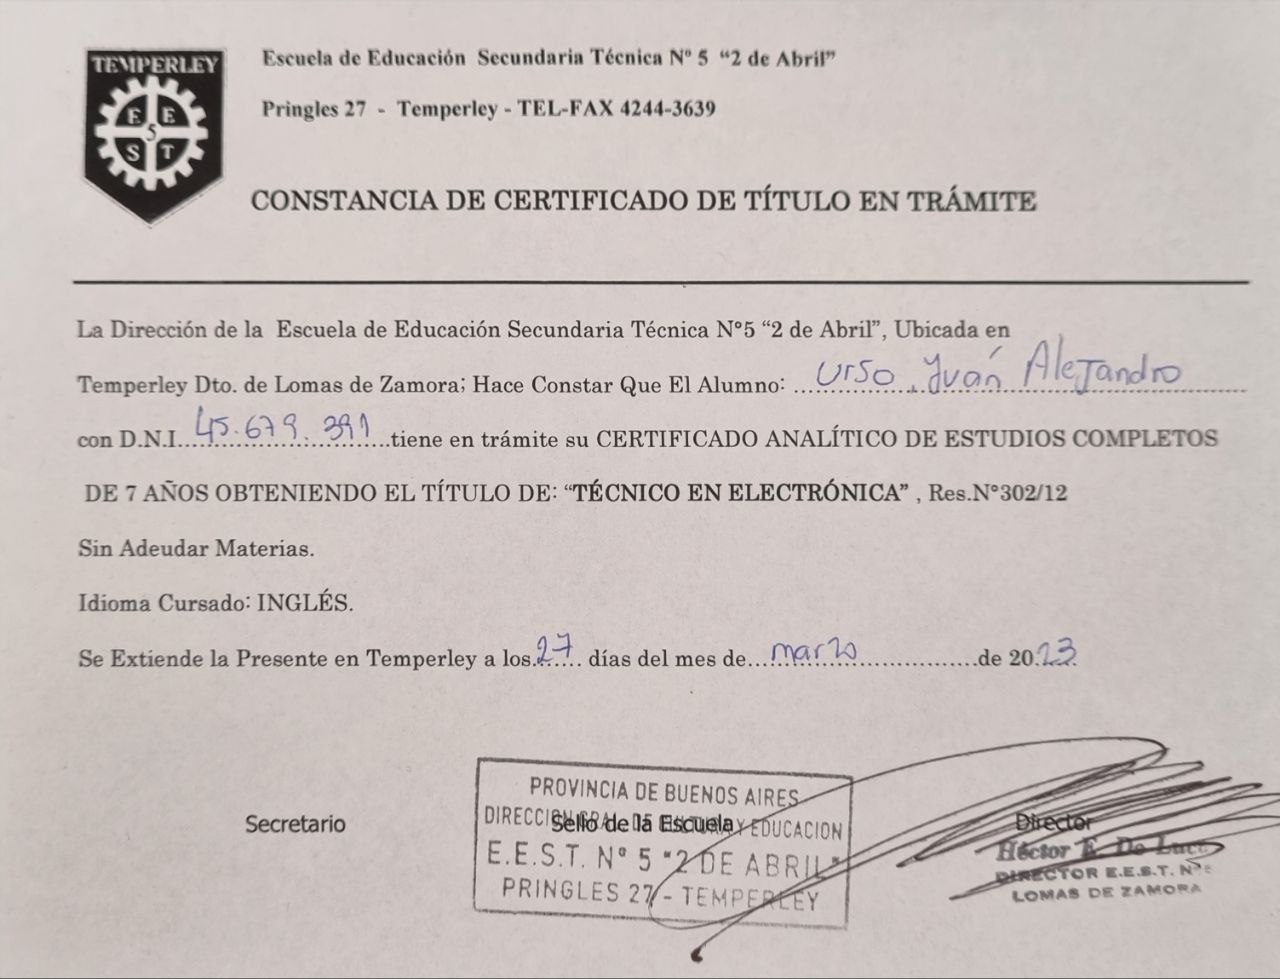 TEMPERLEY
E E
5
S T
Escuela de Educación Secundaria Técnica Nº 5 “2 de Abril”
Pringles 27 - Temperley - TEL-FAX 4244-3639
CONSTANCIA DE CERTIFICADO DE TÍTULO EN TRÁMITE
La Dirección de la Escuela de Educación Secundaria Técnica N°5 “2 de Abril”, Ubicada en
Temperley Dto. de Lomas de Zamora; Hace Constar Que El Alumno: Urso, Juán Alejandro
con D.N.I. 45.679.391 tiene en trámite su CERTIFICADO ANALÍTICO DE ESTUDIOS COMPLETOS
DE 7 AÑOS OBTENIENDO EL TÍTULO DE: “TÉCNICO EN ELECTRÓNICA” , Res.N°302/12
Sin Adeudar Materias.
Idioma Cursado: INGLÉS.
Se Extiende la Presente en Temperley a los 27 días del mes de marzo de 2023
PROVINCIA DE BUENOS AIRES
DIRECCION GRAL. DE CULTURA Y EDUCACION
E.E.S.T. Nº 5 "2 DE ABRIL"
PRINGLES 27 - TEMPERLEY
Secretario
Sello de la Escuela
Director
Héctor E. De Luca
DIRECTOR E.E.S.T. Nº
LOMAS DE ZAMORA